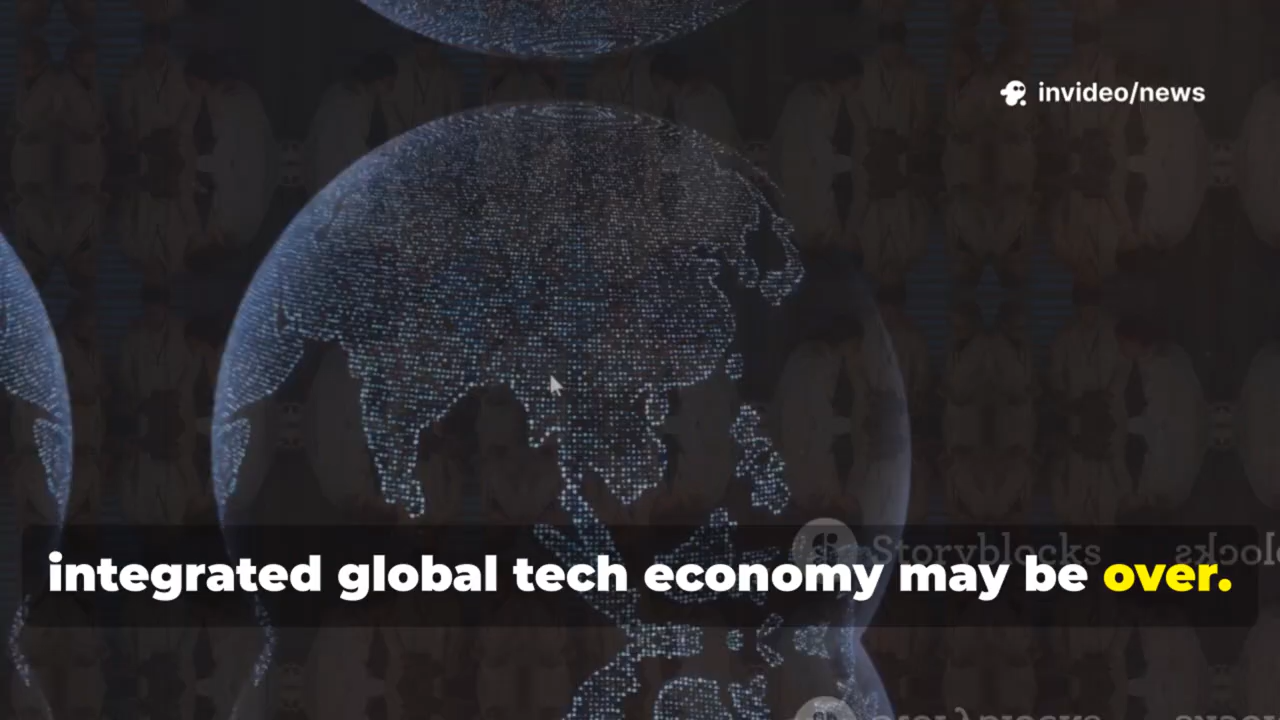 invideo/news
Storyblocks
integrated global tech economy may be over.